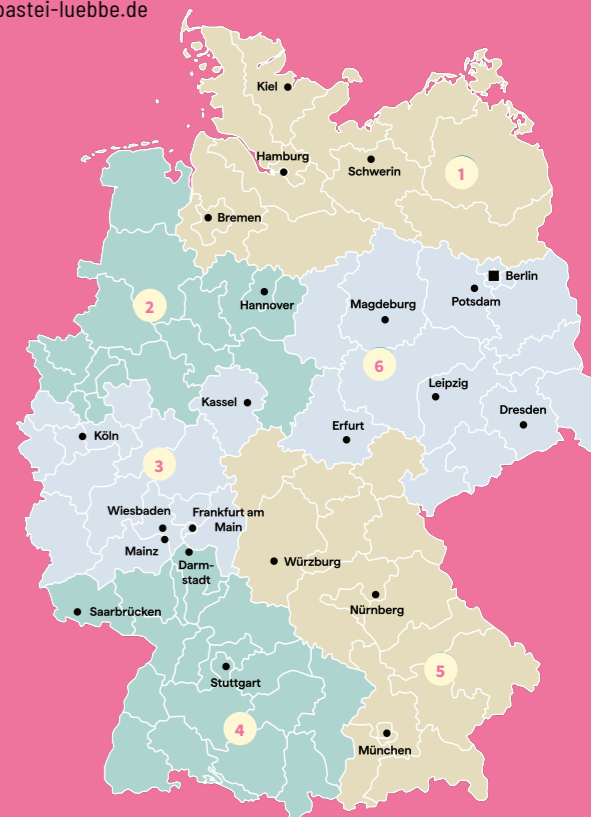 bastei-luebbe.de
Kiel
Hamburg
Schwerin
1
Bremen
Berlin
Potsdam
Hannover
2
Magdeburg
6
Leipzig
Kassel
Dresden
Erfurt
Köln
3
Wiesbaden
Frankfurt am
Main
Mainz
Darm-
stadt
Würzburg
Nürnberg
Saarbrücken
5
Stuttgart
4
München